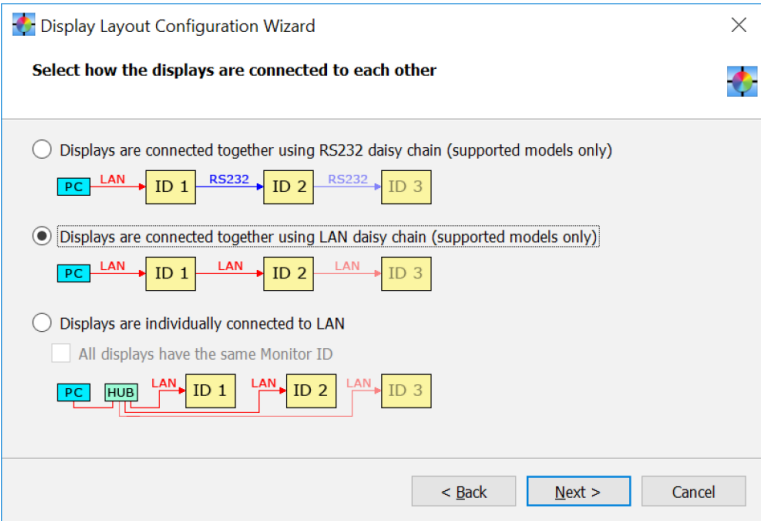 Display Layout Configuration Wizard
Select how the displays are connected to each other
Displays are connected together using RS232 daisy chain (supported models only)
PC LAN ID 1 RS232 ID 2 RS232 ID 3
Displays are connected together using LAN daisy chain (supported models only)
PC LAN ID 1 LAN ID 2 LAN ID 3
Displays are individually connected to LAN
All displays have the same Monitor ID
PC HUB LAN ID 1 LAN ID 2 LAN ID 3
< Back Next > Cancel